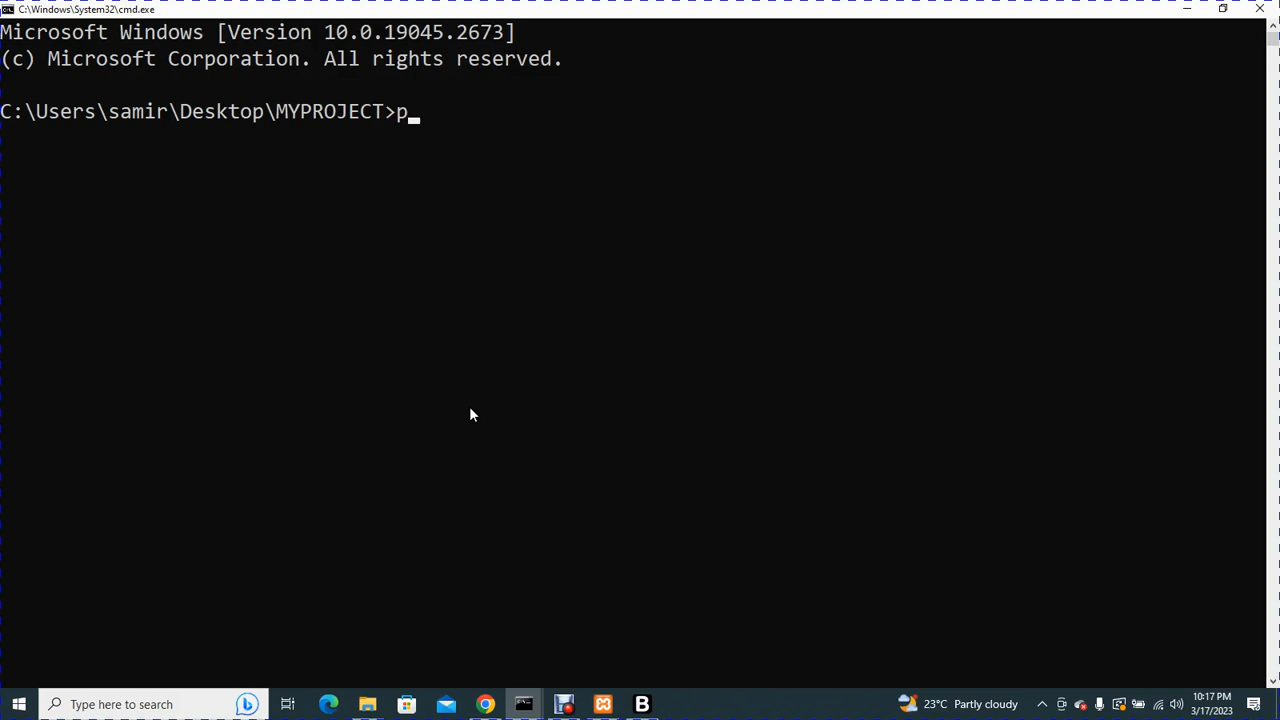 C:\Windows\System32\cmd.exe
Microsoft Windows [Version 10.0.19045.2673]
(c) Microsoft Corporation. All rights reserved.
C:\Users\samir\Desktop\MYPROJECT>p_
Type here to search
23°C Partly cloudy
10:17 PM
3/17/2023